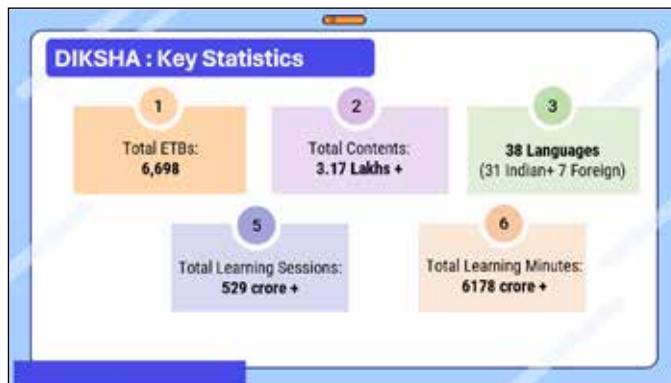 DIKSHA : Key Statistics
1
Total ETBs:
6,698
2
Total Contents:
3.17 Lakhs +
3
38 Languages
(31 Indian+ 7 Foreign)
5
Total Learning Sessions:
529 crore +
6
Total Learning Minutes:
6178 crore +